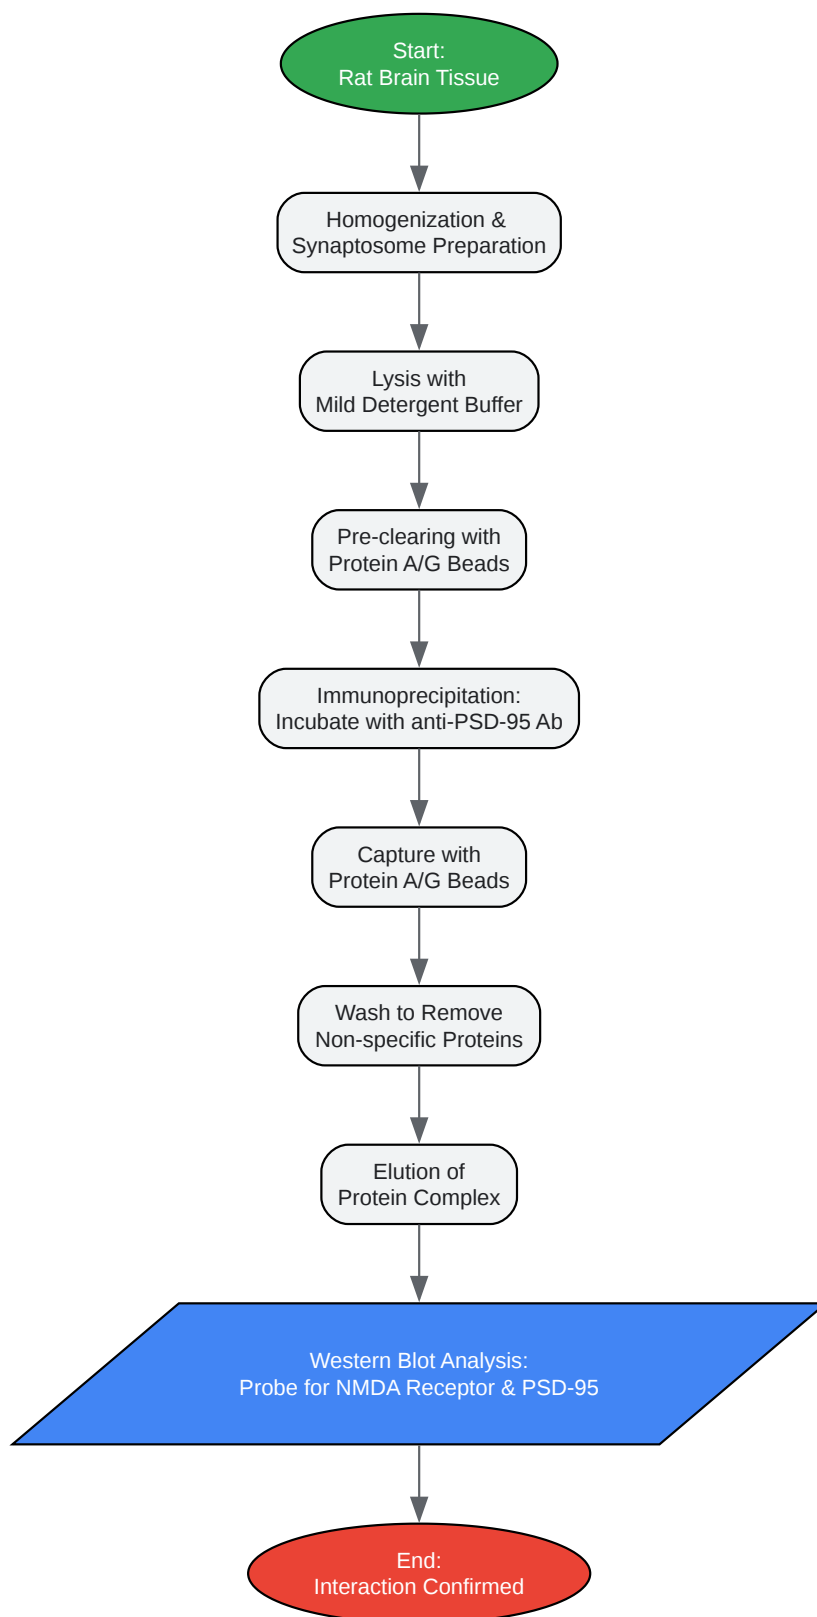 Start:
Rat Brain Tissue
Homogenization &
Synaptosome Preparation
Lysis with
Mild Detergent Buffer
Pre-clearing with
Protein A/G Beads
Immunoprecipitation:
Incubate with anti-PSD-95 Ab
Capture with
Protein A/G Beads
Wash to Remove
Non-specific Proteins
Elution of
Protein Complex
Western Blot Analysis:
Probe for NMDA Receptor & PSD-95
End:
Interaction Confirmed